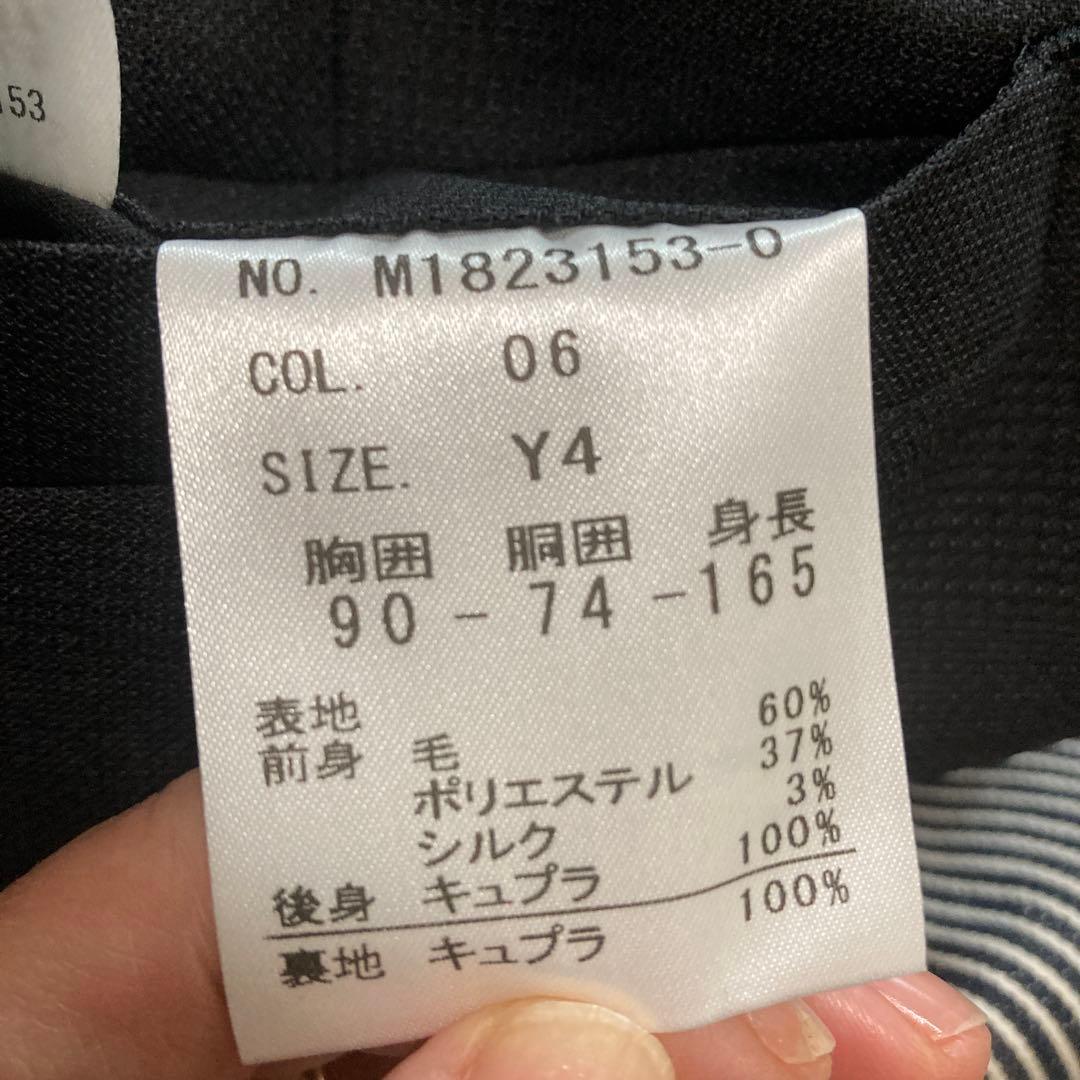 153
NO. M1823153-0
COL. 06
SIZE. Y4
胸囲 胴囲 身長
90-74-165
表地
前身 毛 60%
ポリエステル 37%
シルク 3%
後身 キュプラ 100%
裏地 キュプラ 100%